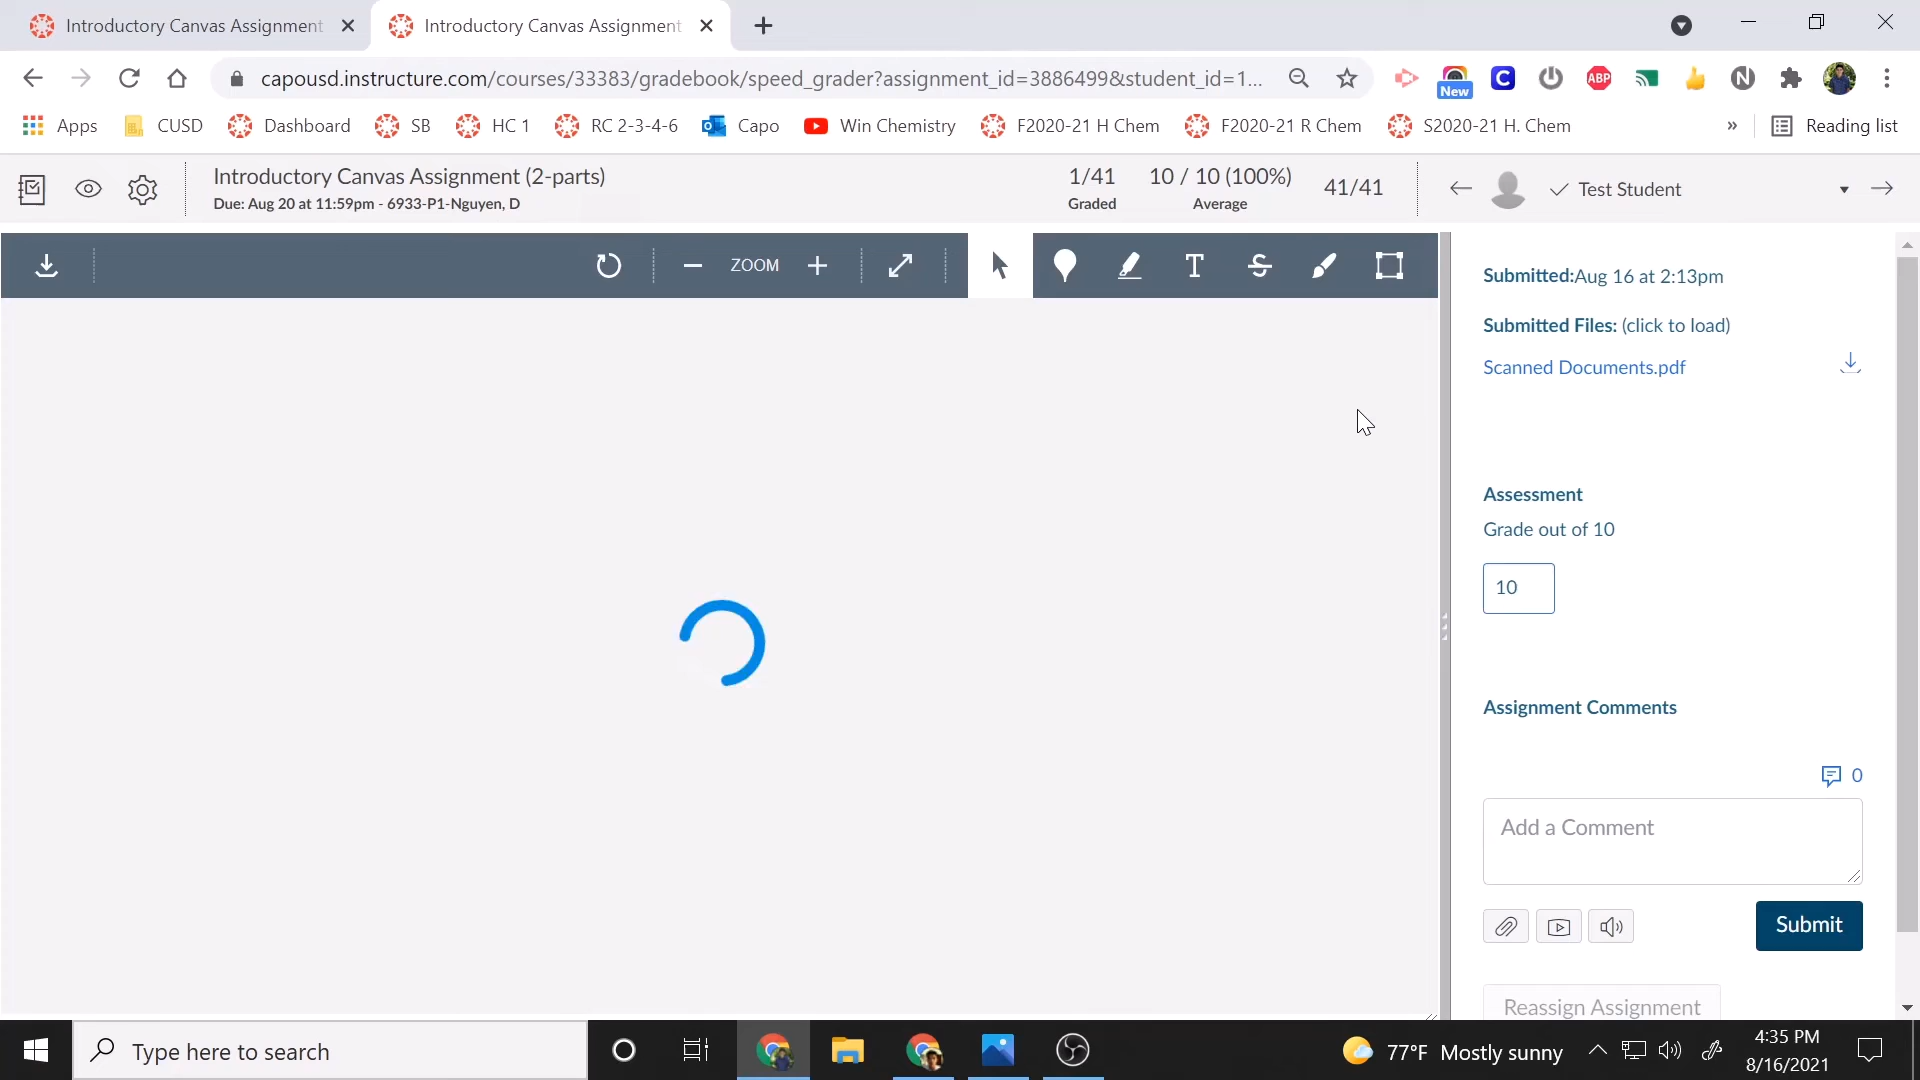 Introductory Canvas Assignment
Introductory Canvas Assignment
capousd.instructure.com/courses/33383/gradebook/speed_grader?assignment_id=3886499&student_id=1...
New
C
ABP
N
Apps
CUSD
Dashboard
SB
HC 1
RC 2-3-4-6
Capo
Win Chemistry
F2020-21 H Chem
F2020-21 R Chem
S2020-21 H. Chem
»
Reading list
Introductory Canvas Assignment (2-parts)
Due: Aug 20 at 11:59pm - 6933-P1-Nguyen, D
1/41
Graded
10 / 10 (100%)
Average
41/41
Test Student
ZOOM
T
S
Submitted:Aug 16 at 2:13pm
Submitted Files: (click to load)
Scanned Documents.pdf
Assessment
Grade out of 10
10
Assignment Comments
0
Add a Comment
Submit
Reassign Assignment
Type here to search
77°F Mostly sunny
4:35 PM
8/16/2021